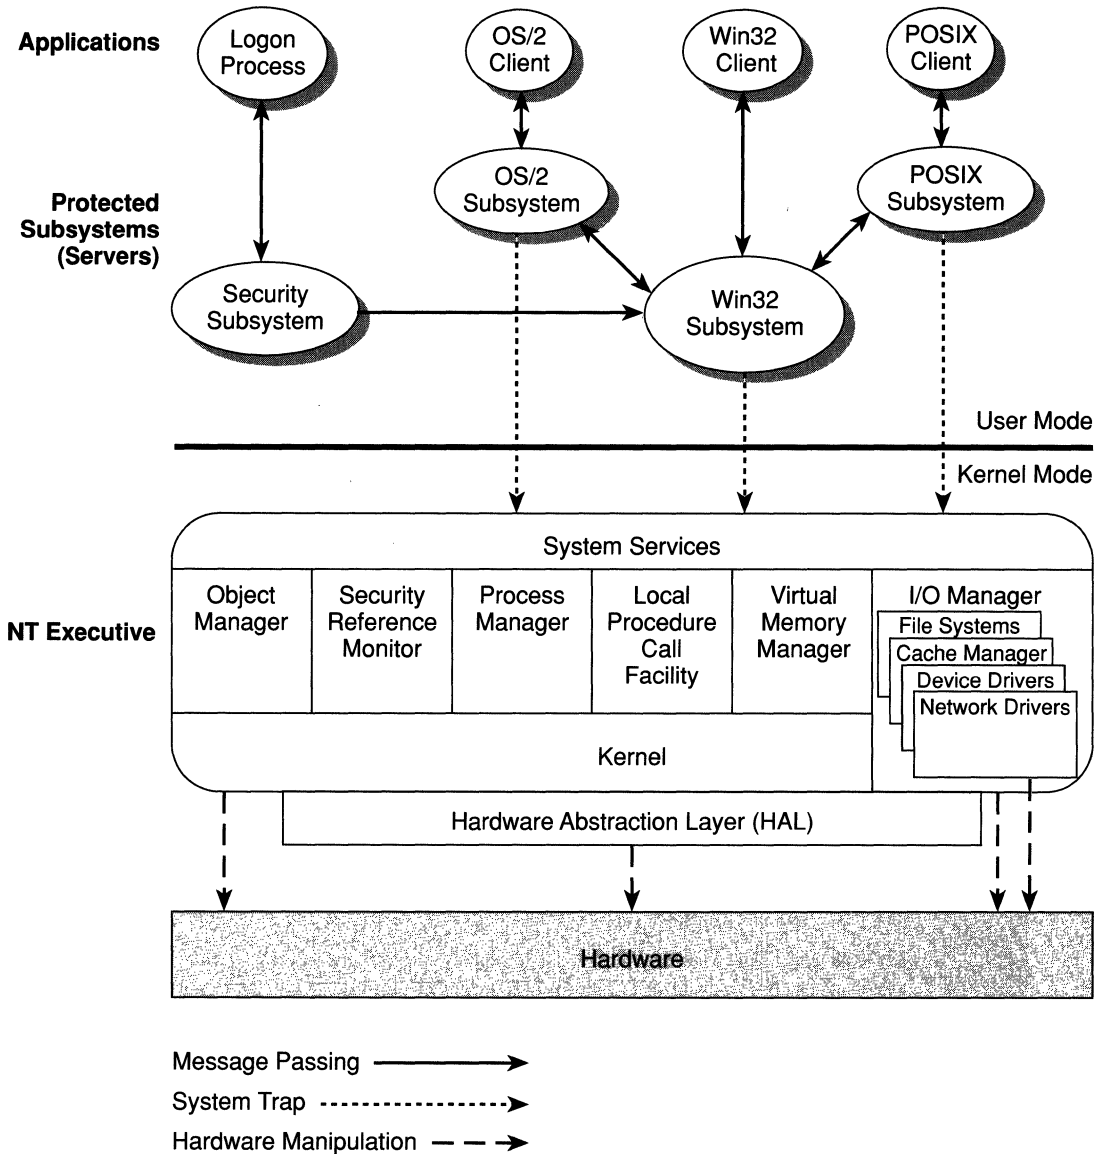 Applications
Logon
Process
OS/2
Client
Win32
Client
POSIX
Client
Protected
Subsystems
(Servers)
OS/2
Subsystem
POSIX
Subsystem
Security
Subsystem
Win32
Subsystem
User Mode
Kernel Mode
System Services
NT Executive
Object
Manager
Security
Reference
Monitor
Process
Manager
Local
Procedure
Call
Facility
Virtual
Memory
Manager
I/O Manager
File Systems
Cache Manager
Device Drivers
Network Drivers
Kernel
Hardware Abstraction Layer (HAL)
Hardware
Message Passing
System Trap
Hardware Manipulation